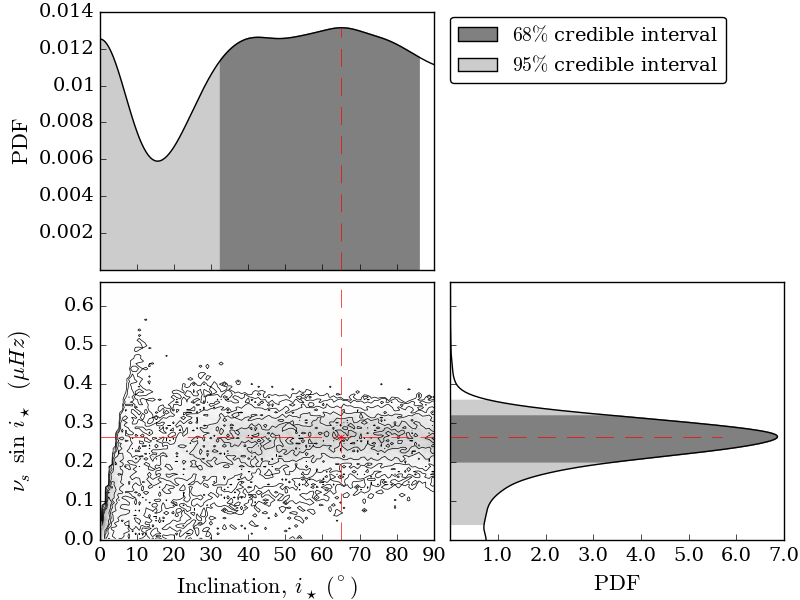 0.014
0.012
0.01
0.008
0.006
0.004
0.002
PDF
68% credible interval
95% credible interval
0.6
0.5
0.4
0.3
0.2
0.1
0.0
ν_s sin i_⋆ (μHz)
0 10 20 30 40 50 60 70 80 90
Inclination, i_⋆ (°)
1.0 2.0 3.0 4.0 5.0 6.0 7.0
PDF